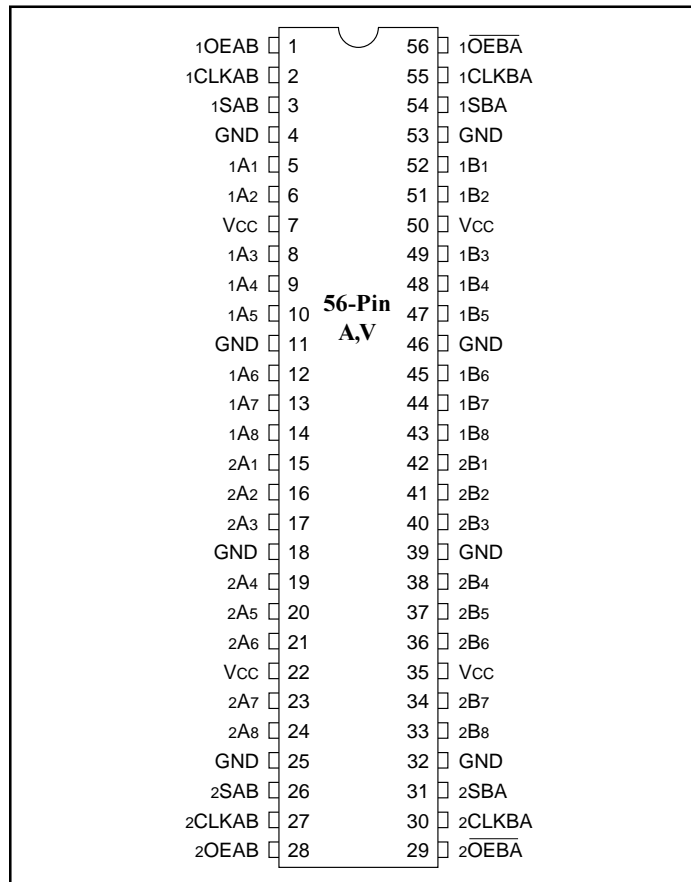 1OEAB 1 56 1O̅E̅B̅A̅
1CLKAB 2 55 1CLKBA
1SAB 3 54 1SBA
GND 4 53 GND
1A1 5 52 1B1
1A2 6 51 1B2
VCC 7 50 VCC
1A3 8 49 1B3
1A4 9 48 1B4
1A5 10 56-Pin 47 1B5
GND 11 A,V 46 GND
1A6 12 45 1B6
1A7 13 44 1B7
1A8 14 43 1B8
2A1 15 42 2B1
2A2 16 41 2B2
2A3 17 40 2B3
GND 18 39 GND
2A4 19 38 2B4
2A5 20 37 2B5
2A6 21 36 2B6
VCC 22 35 VCC
2A7 23 34 2B7
2A8 24 33 2B8
GND 25 32 GND
2SAB 26 31 2SBA
2CLKAB 27 30 2CLKBA
2OEAB 28 29 2O̅E̅B̅A̅